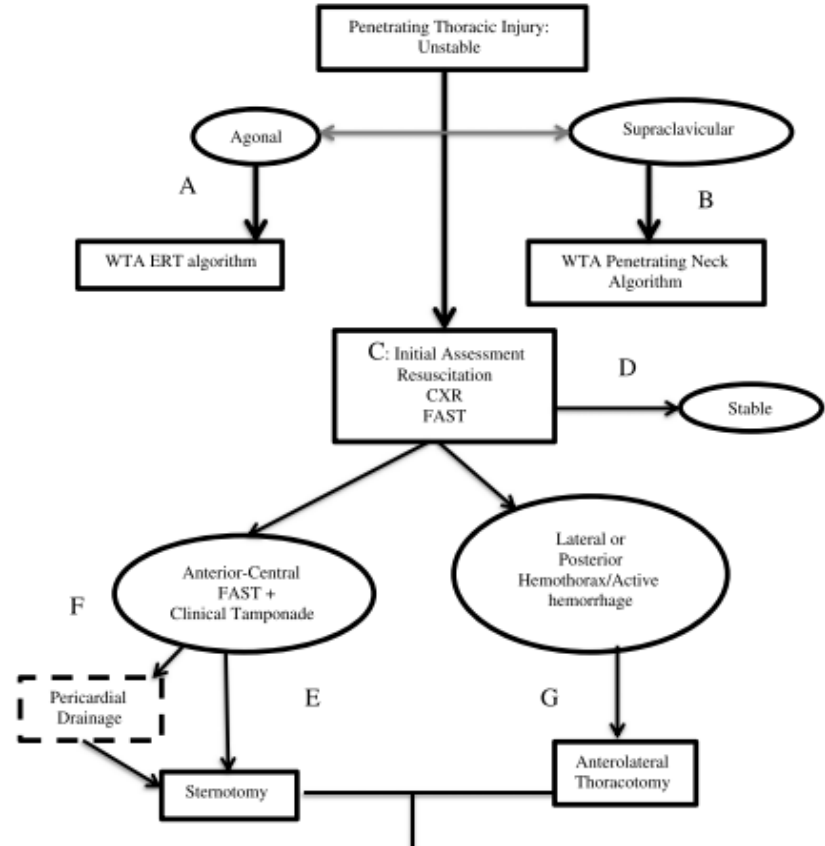 Penetrating Thoracic Injury:
Unstable
Agonal
Supraclavicular
A
B
WTA ERT algorithm
WTA Penetrating Neck
Algorithm
C: Initial Assessment
Resuscitation
CXR
FAST
D
Stable
Anterior-Central
FAST +
Clinical Tamponade
Lateral or
Posterior
Hemothorax/Active
hemorrhage
F
Pericardial
Drainage
E
G
Sternotomy
Anterolateral
Thoracotomy